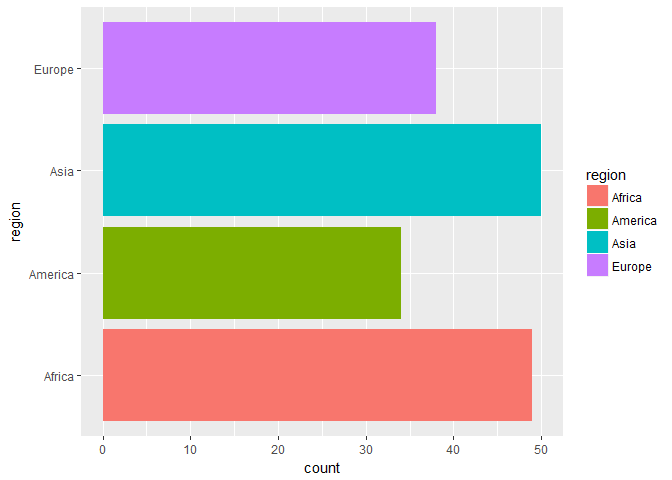 Europe
Asia
America
Africa
region
0 10 20 30 40 50
count
region
Africa
America
Asia
Europe